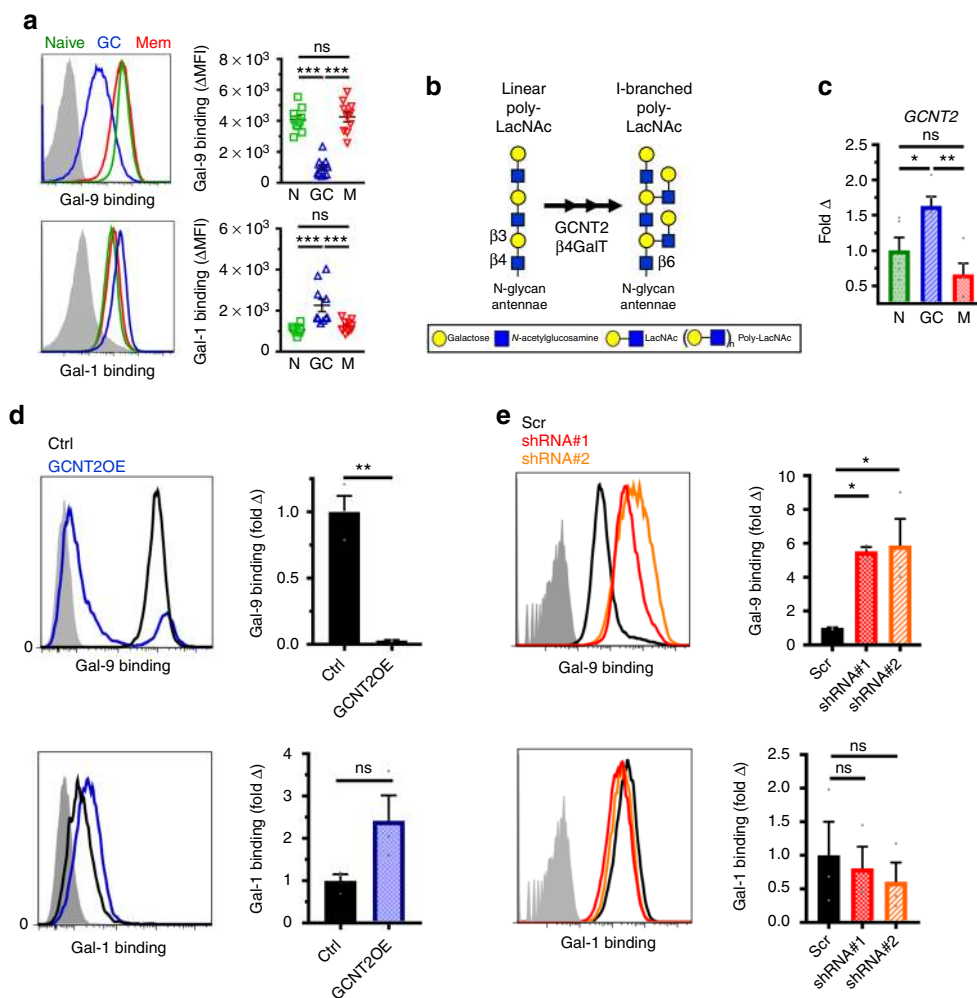 a
Naive GC Mem
Gal-9 binding
Gal-9 binding (ΔMFI)
8 × 10³
6 × 10³
4 × 10³
2 × 10³
0
ns
*** ***
N GC M
Gal-1 binding
Gal-1 binding (ΔMFI)
6 × 10³
4 × 10³
2 × 10³
0
ns
*** ***
N GC M
b
Linear
poly-
LacNAc
I-branched
poly-
LacNAc
GCNT2
β4GalT
β3
β4
β6
N-glycan
antennae
N-glycan
antennae
Galactose N-acetylglucosamine LacNAc ( )n Poly-LacNAc
c
GCNT2
ns
* **
Fold Δ
2.5
2.0
1.5
1.0
0.5
N GC M
d
Ctrl
GCNT2OE
0
Gal-9 binding
Gal-9 binding (fold Δ)
**
1.0
0.5
0.0
Ctrl
GCNT2OE
0
Gal-1 binding
Gal-1 binding (fold Δ)
4
3
2
1
0
ns
Ctrl
GCNT2OE
e
Scr
shRNA#1
shRNA#2
Gal-9 binding
Gal-9 binding (fold Δ)
10
8
6
4
2
0
*
*
Scr
shRNA#1
shRNA#2
Gal-1 binding
Gal-1 binding (fold Δ)
2.5
2.0
1.5
1.0
0.5
0.0
ns
ns
Scr
shRNA#1
shRNA#2